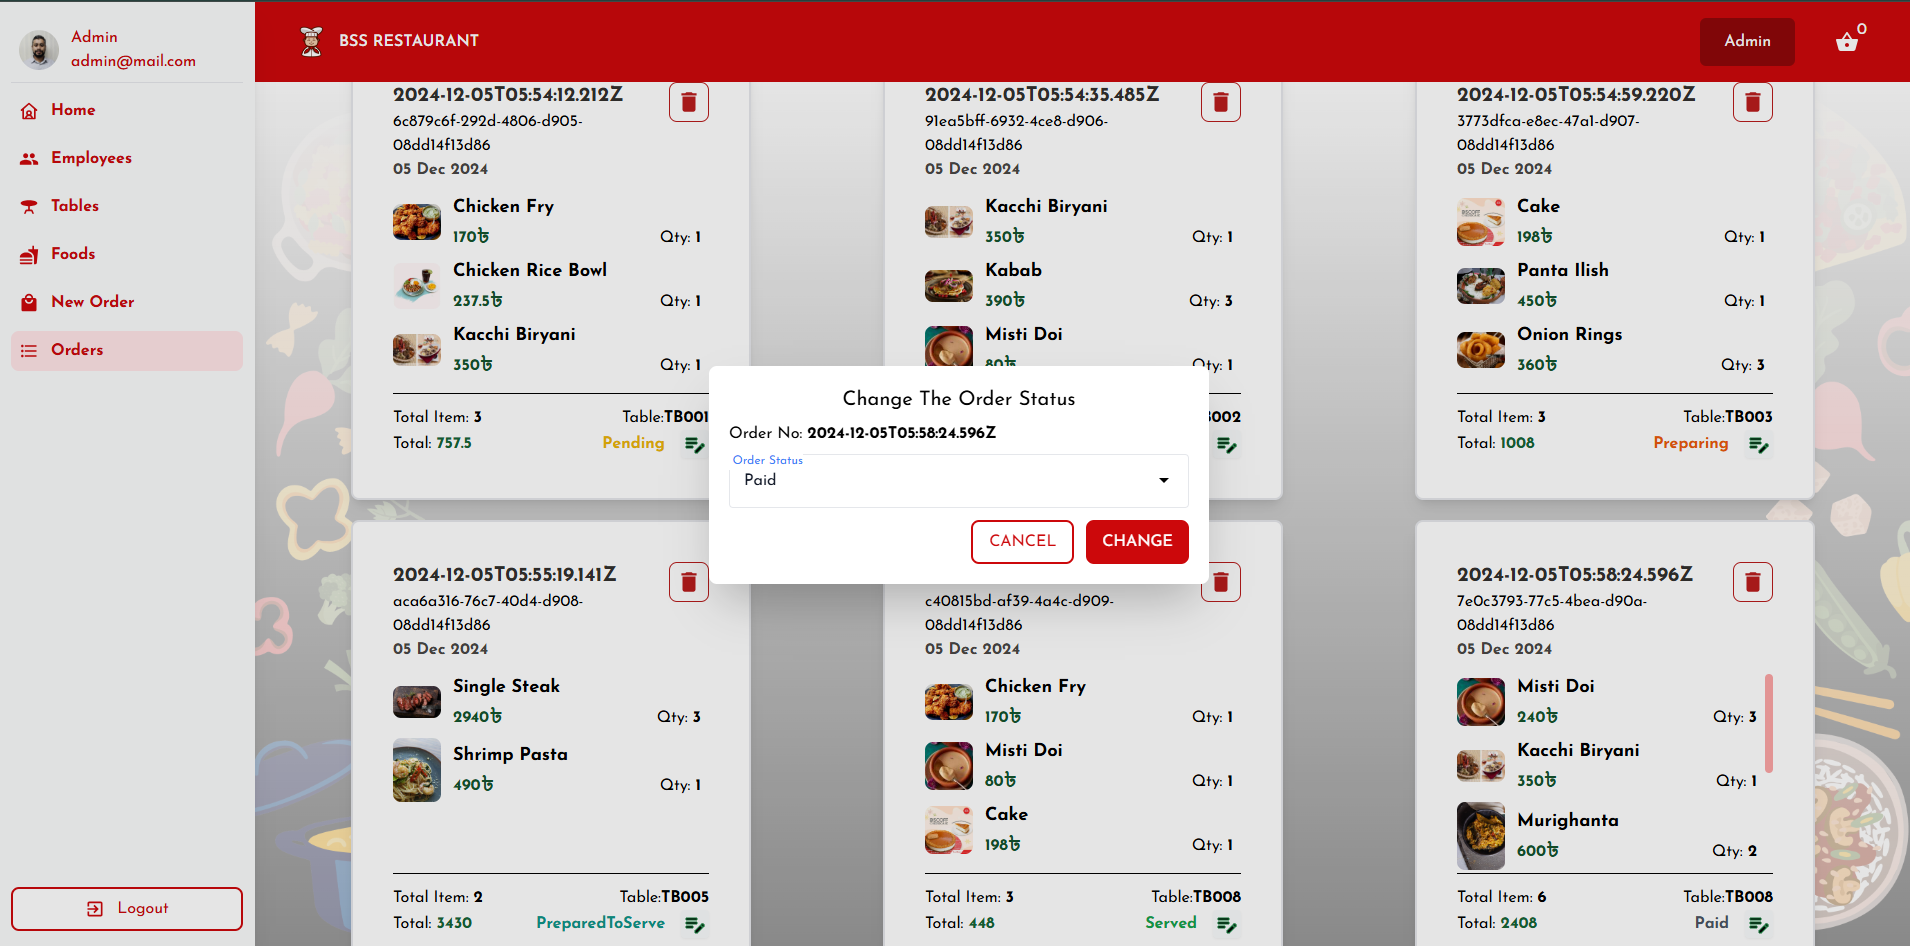 Admin
admin@mail.com
Home
Employees
Tables
Foods
New Order
Orders
Logout
BSS RESTAURANT
Admin
0
2024-12-05T05:54:12.212Z
6c879c6f-292d-4806-d905-
08dd14f13d86
05 Dec 2024
Chicken Fry
170৳
Qty: 1
Chicken Rice Bowl
237.5৳
Qty: 1
Kacchi Biryani
350৳
Qty: 1
Total Item: 3
Table:TB001
Total: 757.5
Pending
2024-12-05T05:54:35.485Z
91ea5bff-6932-4ce8-d906-
08dd14f13d86
05 Dec 2024
Kacchi Biryani
350৳
Qty: 1
Kabab
390৳
Qty: 3
Misti Doi
80৳
Qty: 1
002
2024-12-05T05:54:59.220Z
3773dfca-e8ec-47a1-d907-
08dd14f13d86
05 Dec 2024
Cake
198৳
Qty: 1
Panta Ilish
450৳
Qty: 1
Onion Rings
360৳
Qty: 3
Total Item: 3
Table:TB003
Total: 1008
Preparing
Change The Order Status
Order No: 2024-12-05T05:58:24.596Z
Order Status
Paid
CANCEL
CHANGE
2024-12-05T05:55:19.141Z
aca6a316-76c7-40d4-d908-
08dd14f13d86
05 Dec 2024
Single Steak
2940৳
Qty: 3
Shrimp Pasta
490৳
Qty: 1
Total Item: 2
Table:TB005
Total: 3430
PreparedToServe
c40815bd-af39-4a4c-d909-
08dd14f13d86
05 Dec 2024
Chicken Fry
170৳
Qty: 1
Misti Doi
80৳
Qty: 1
Cake
198৳
Qty: 1
Total Item: 3
Table:TB008
Total: 448
Served
2024-12-05T05:58:24.596Z
7e0c3793-77c5-4bea-d90a-
08dd14f13d86
05 Dec 2024
Misti Doi
240৳
Qty: 3
Kacchi Biryani
350৳
Qty: 1
Murighanta
600৳
Qty: 2
Total Item: 6
Table:TB008
Total: 2408
Paid